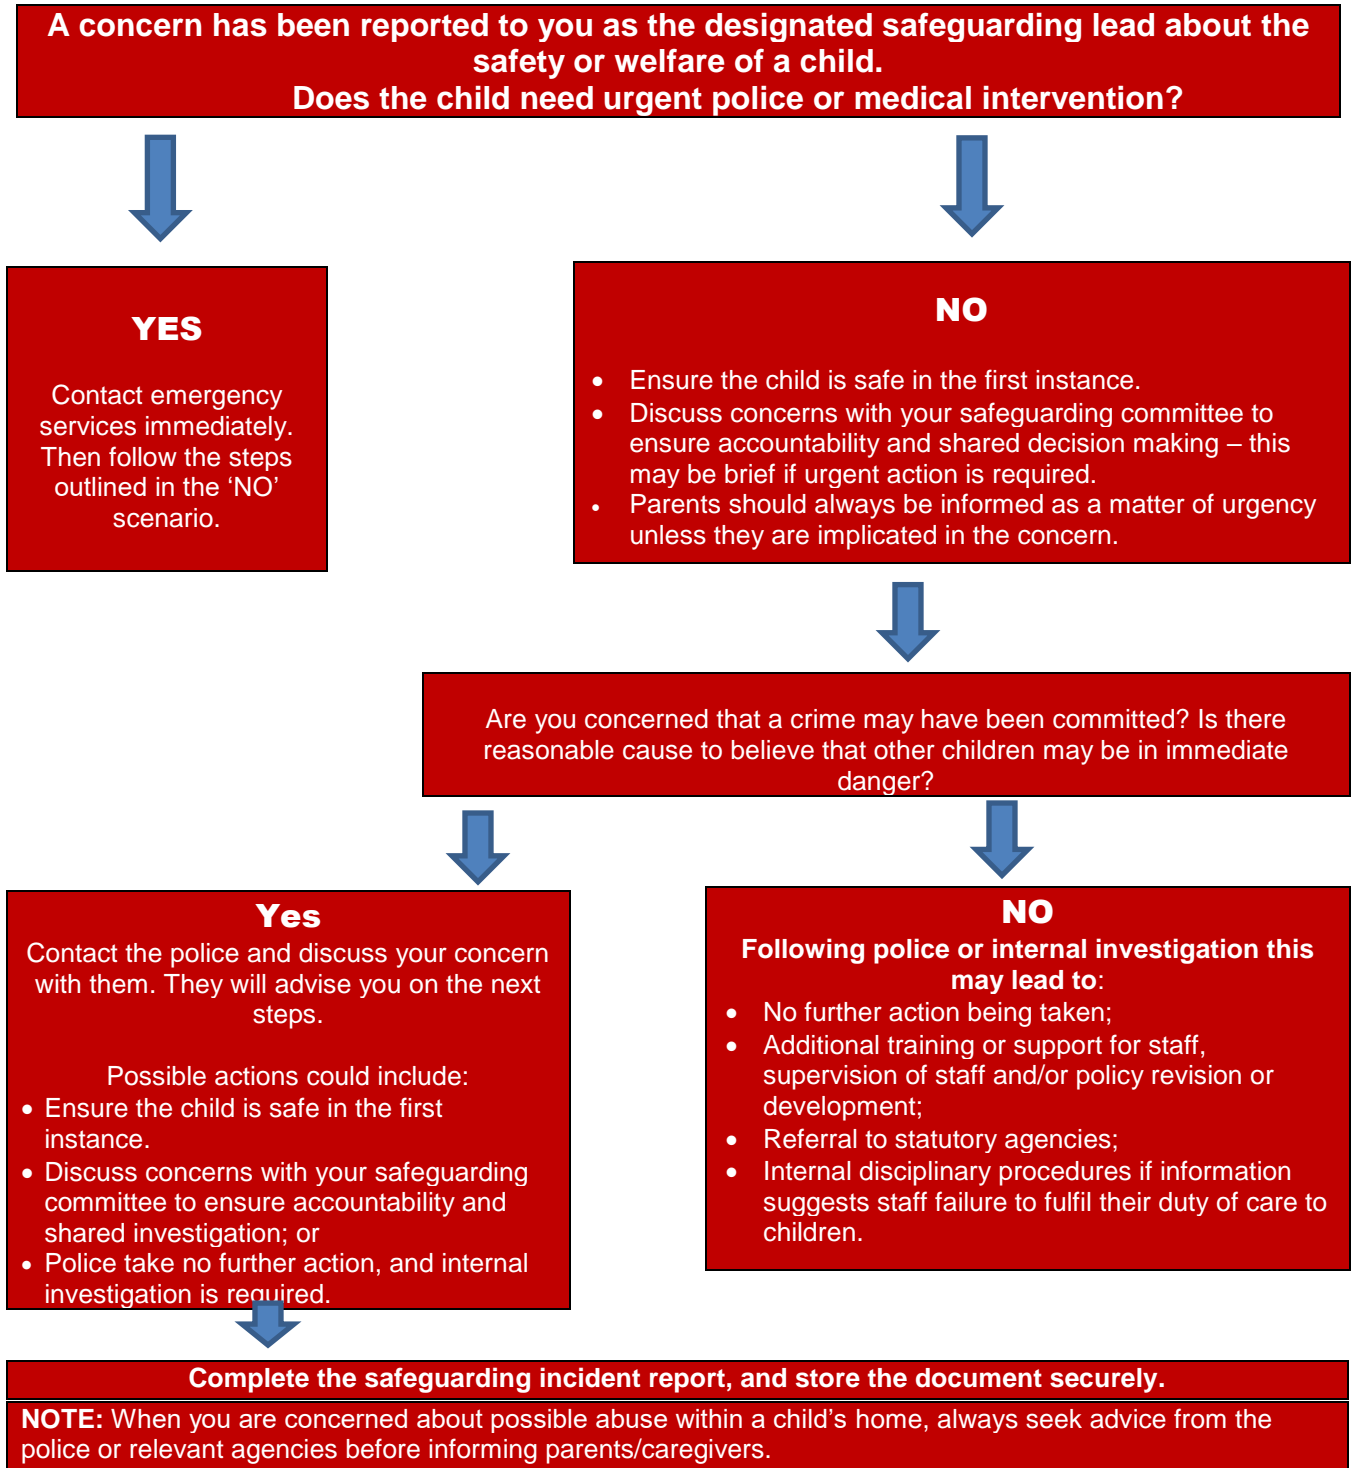 A concern has been reported to you as the designated safeguarding lead about the
safety or welfare of a child.
Does the child need urgent police or medical intervention?
YES
Contact emergency
services immediately.
Then follow the steps
outlined in the ‘NO’
scenario.
NO
• Ensure the child is safe in the first instance.
• Discuss concerns with your safeguarding committee to
ensure accountability and shared decision making – this
may be brief if urgent action is required.
• Parents should always be informed as a matter of urgency
unless they are implicated in the concern.
Are you concerned that a crime may have been committed? Is there
reasonable cause to believe that other children may be in immediate
danger?
Yes
Contact the police and discuss your concern
with them. They will advise you on the next
steps.
Possible actions could include:
• Ensure the child is safe in the first
instance.
• Discuss concerns with your safeguarding
committee to ensure accountability and
shared investigation; or
• Police take no further action, and internal
investigation is required.
NO
Following police or internal investigation this
may lead to:
• No further action being taken;
• Additional training or support for staff,
supervision of staff and/or policy revision or
development;
• Referral to statutory agencies;
• Internal disciplinary procedures if information
suggests staff failure to fulfil their duty of care to
children.
Complete the safeguarding incident report, and store the document securely.
NOTE: When you are concerned about possible abuse within a child’s home, always seek advice from the
police or relevant agencies before informing parents/caregivers.